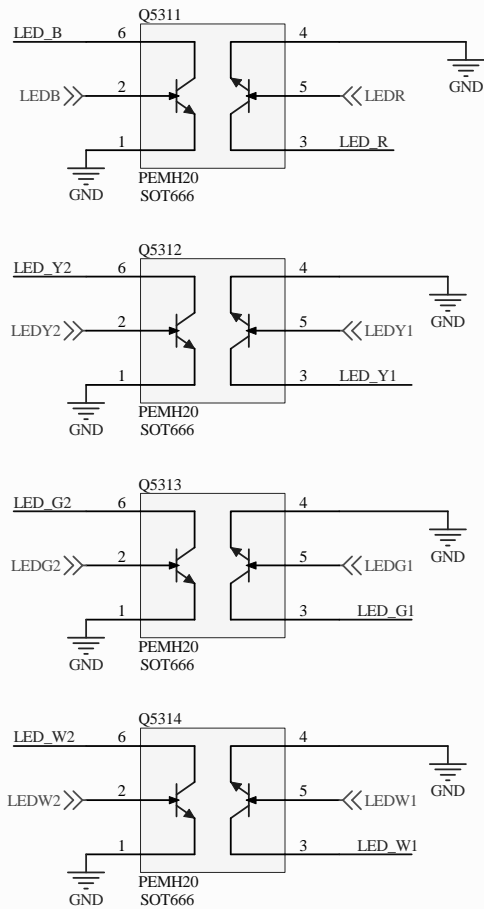 Q5311
LED_B 6 4
GND
LEDB 2 5 LEDR
1 3 LED_R
GND
PEMH20
SOT666
Q5312
LED_Y2 6 4
GND
LEDY2 2 5 LEDY1
1 3 LED_Y1
GND
PEMH20
SOT666
Q5313
LED_G2 6 4
GND
LEDG2 2 5 LEDG1
1 3 LED_G1
GND
PEMH20
SOT666
Q5314
LED_W2 6 4
GND
LEDW2 2 5 LEDW1
1 3 LED_W1
GND
PEMH20
SOT666